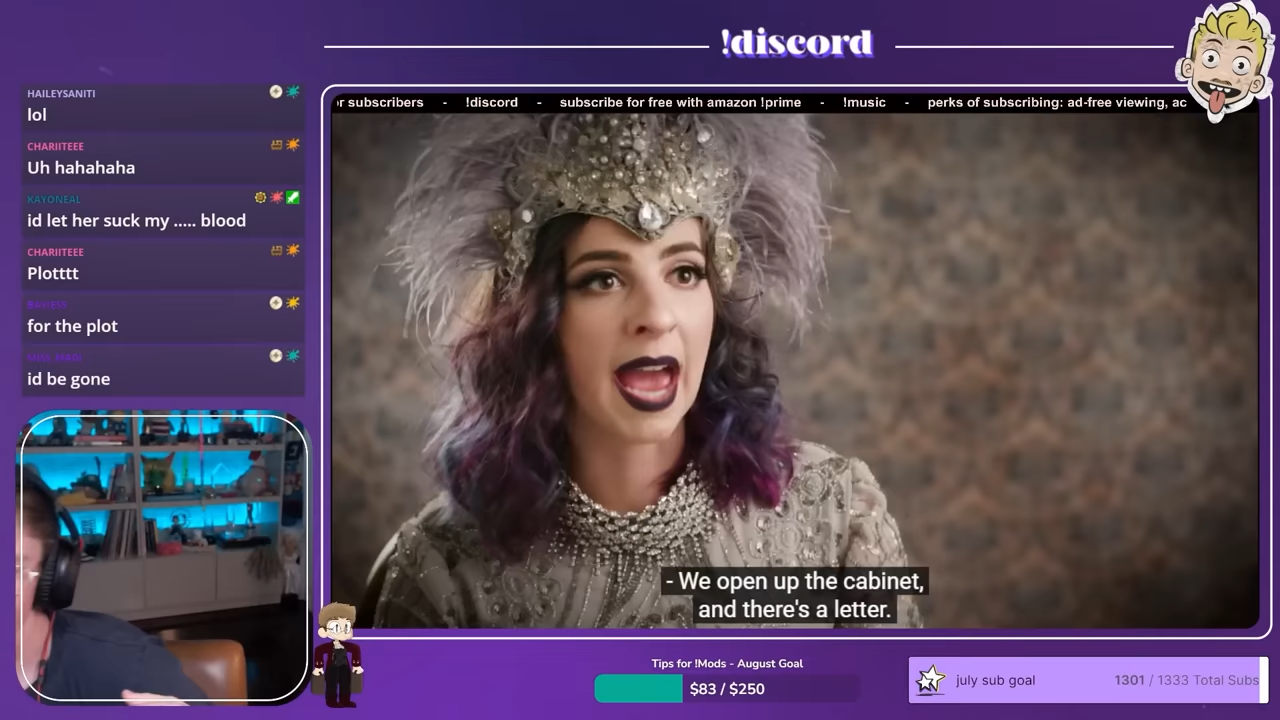 !discord
r subscribers - !discord - subscribe for free with amazon !prime - !music - perks of subscribing: ad-free viewing, ac
HAILEYSANITI
lol
CHARIITEEE
Uh hahahaha
KAYONEAL
id let her suck my ..... blood
CHARIITEEE
Plotttt
for the plot
id be gone
- We open up the cabinet,
and there's a letter.
Tips for !Mods - August Goal
$83 / $250
july sub goal
1301 / 1333 Total Subs